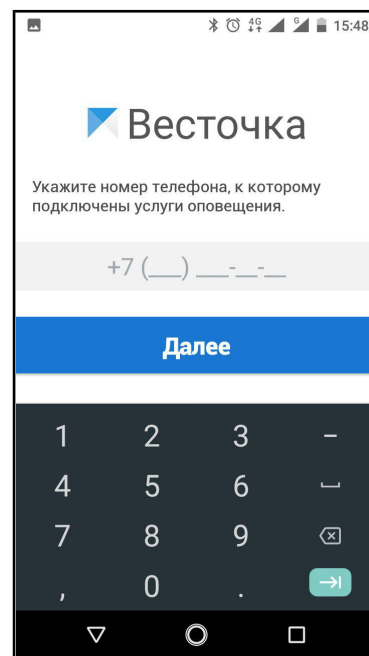 4G G 15:48
Весточка
Укажите номер телефона, к которому
подключены услуги оповещения.
+7 (___) ___-__-__
Далее
1 2 3 –
4 5 6
7 8 9
, 0 .